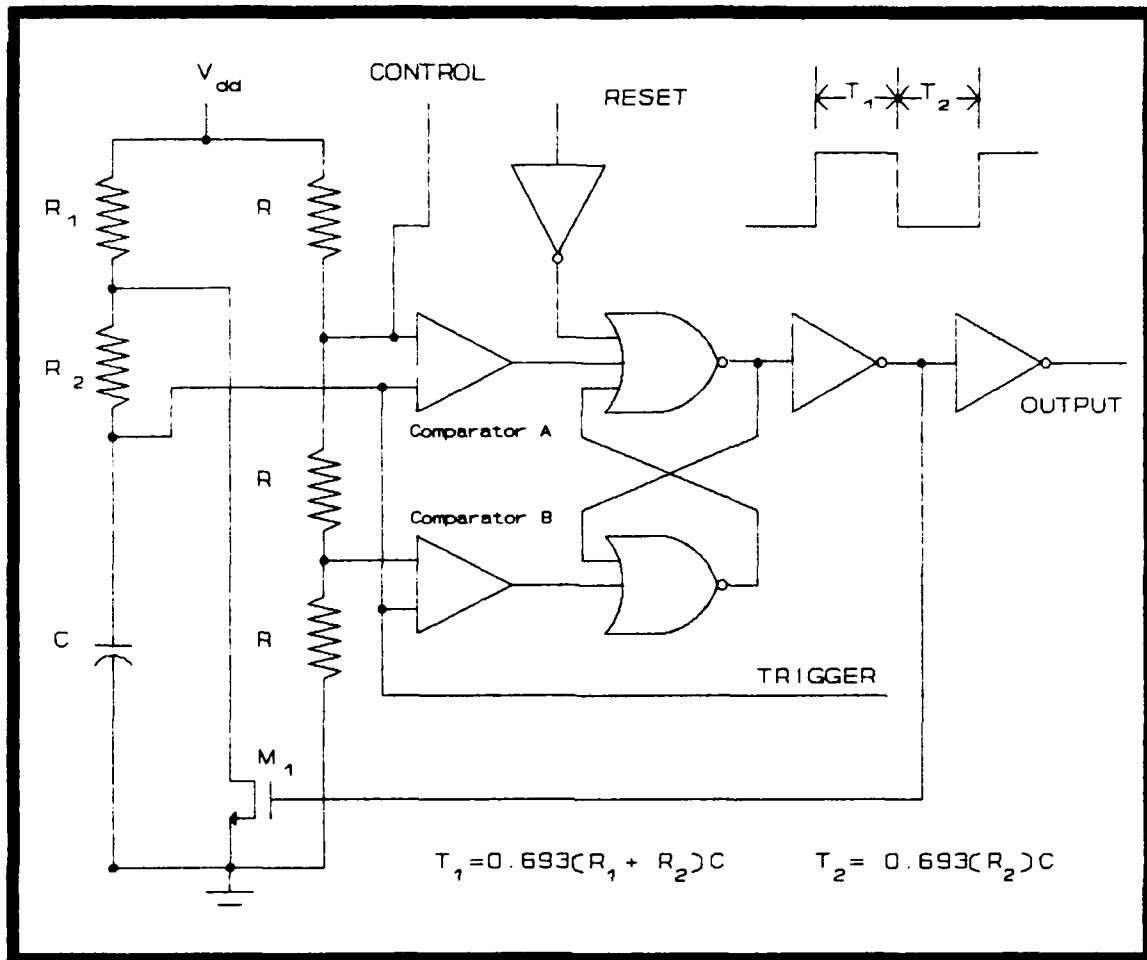 V dd
CONTROL
RESET
T 1
T 2
R 1
R
R 2
Comparator A
OUTPUT
R
Comparator B
C
R
TRIGGER
M 1
T 1 =0.693(R 1 + R 2 )C
T 2 = 0.693(R 2 )C